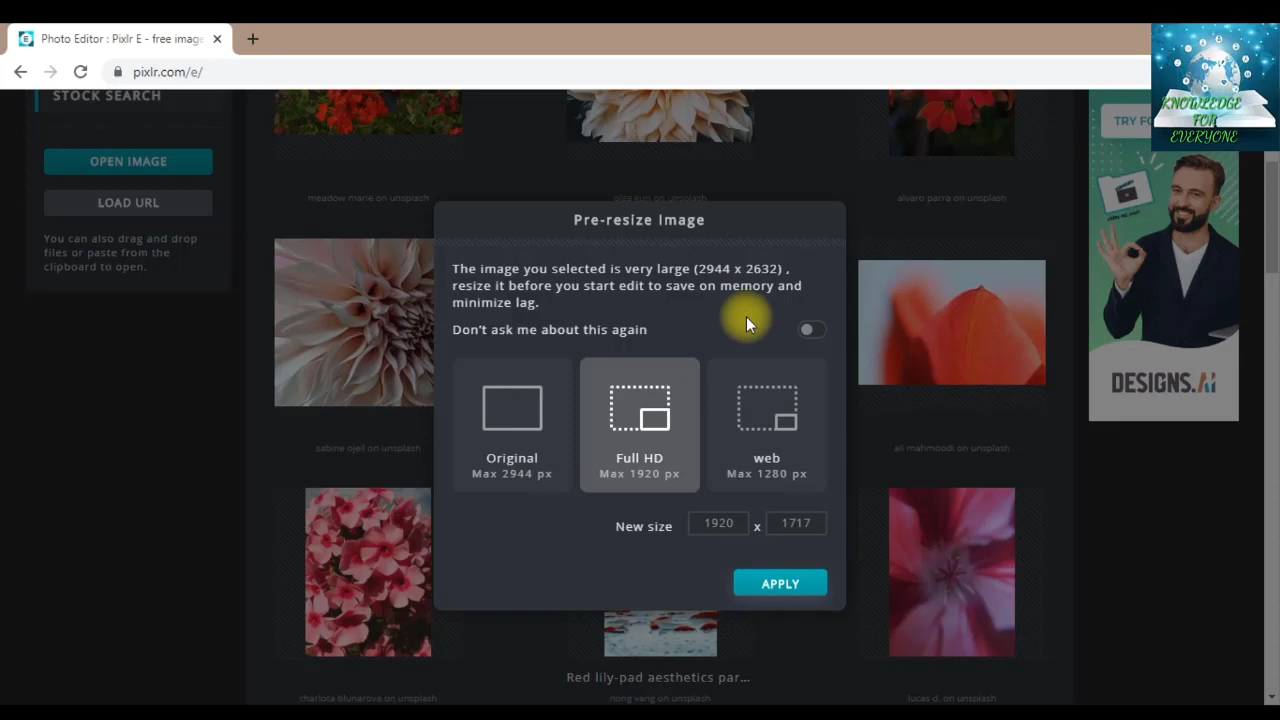 Photo Editor : Pixlr E - free image
pixlr.com/e/
KNOWLEDGE
FOR
EVERYONE
STOCK SEARCH
OPEN IMAGE
LOAD URL
You can also drag and drop
files or paste from the
clipboard to open.
TRY FO
meadow marie on unsplash
alvaro parra on unsplash
Pre-resize Image
The image you selected is very large (2944 x 2632) ,
resize it before you start edit to save on memory and
minimize lag.
Don't ask me about this again
Original
Max 2944 px
Full HD
Max 1920 px
web
Max 1280 px
New size 1920 x 1717
APPLY
DESIGNS.AI
sabine ojeil on unsplash
ali mahmoodi on unsplash
Red lily-pad aesthetics par...
charlota blunarova on unsplash
nong vang on unsplash
lucas d. on unsplash